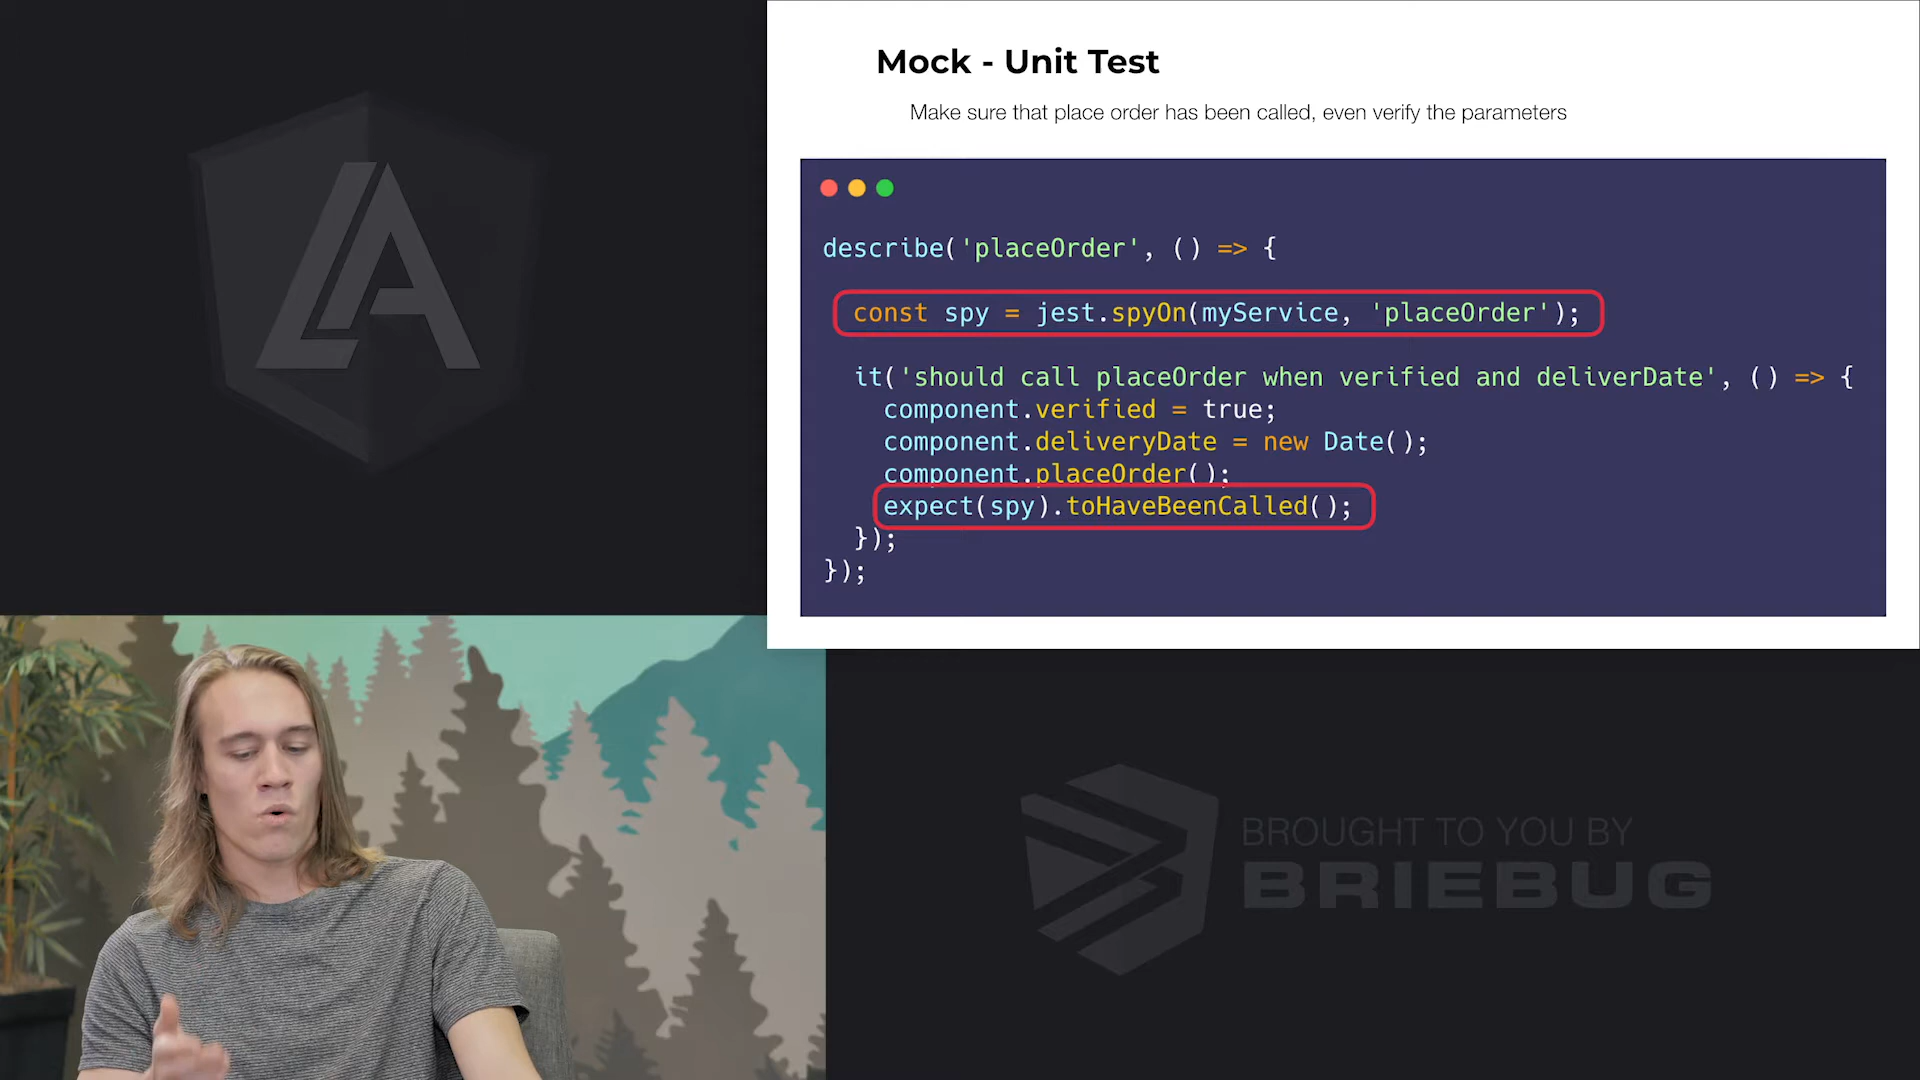 Mock - Unit Test
Make sure that place order has been called, even verify the parameters
describe('placeOrder', () => {
const spy = jest.spyOn(myService, 'placeOrder');
it('should call placeOrder when verified and deliverDate', () => {
component.verified = true;
component.deliveryDate = new Date();
component.placeOrder();
expect(spy).toHaveBeenCalled();
});
});
LA
BROUGHT TO YOU BY
BRIEBUG